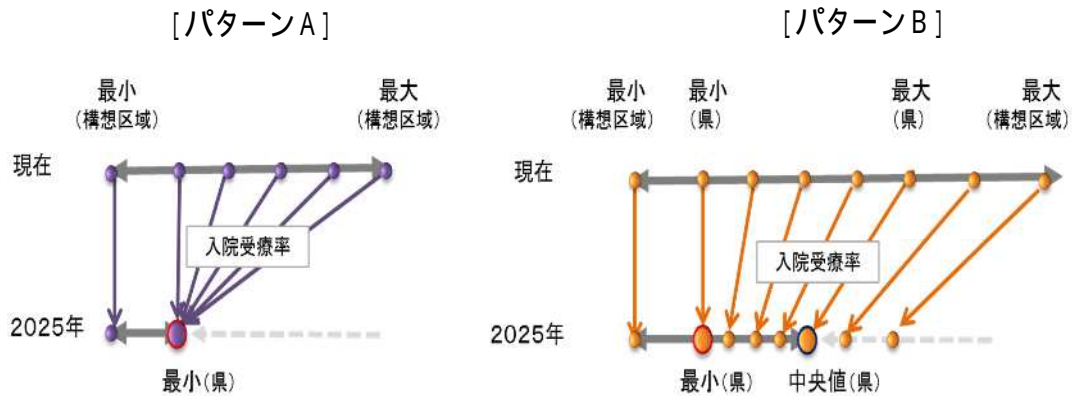 [パターンA]
最小
(構想区域)
最大
(構想区域)
現在
入院受療率
2025年
最小(県)
[パターンB]
最小
(構想区域)
最小
(県)
最大
(県)
最大
(構想区域)
現在
入院受療率
2025年
最小(県)
中央値(県)